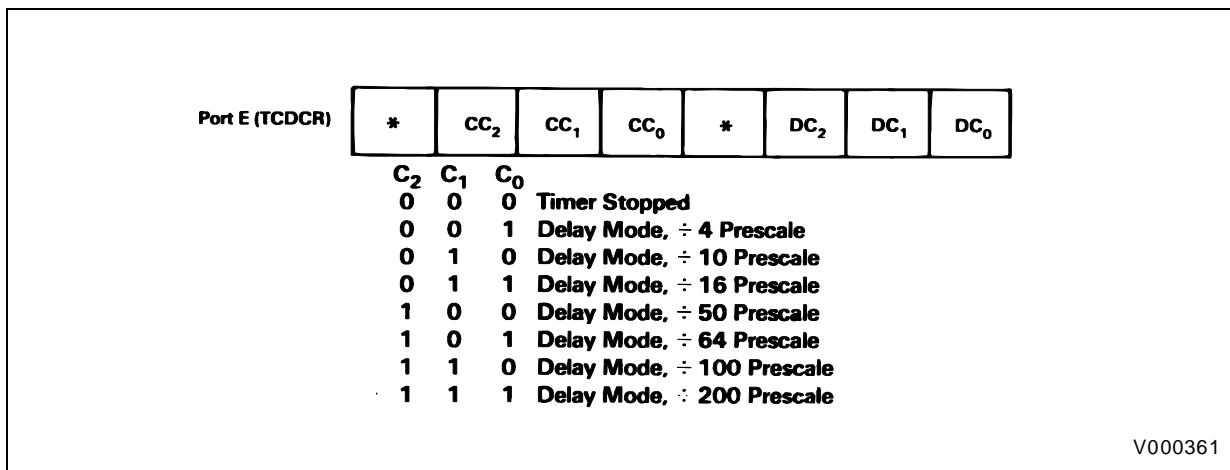 Port E (TCDCR) * CC₂ CC₁ CC₀ * DC₂ DC₁ DC₀
C₂ C₁ C₀
0 0 0 Timer Stopped
0 0 1 Delay Mode, ÷ 4 Prescale
0 1 0 Delay Mode, ÷ 10 Prescale
0 1 1 Delay Mode, ÷ 16 Prescale
1 0 0 Delay Mode, ÷ 50 Prescale
1 0 1 Delay Mode, ÷ 64 Prescale
1 1 0 Delay Mode, ÷ 100 Prescale
1 1 1 Delay Mode, ÷ 200 Prescale
V000361